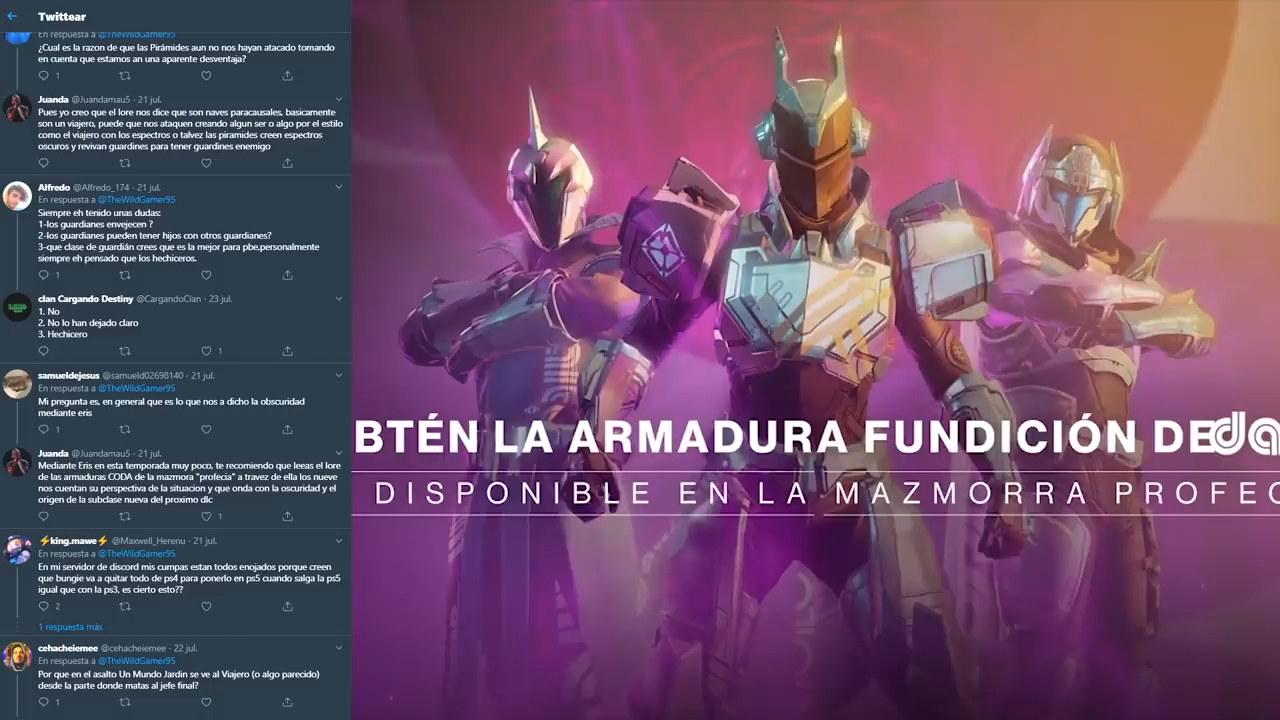 Twittear
En respuesta a @TheWildGamer95
¿Cual es la razon de que las Pirámides aun no nos hayan atacado tomando
en cuenta que estamos an una aparente desventaja?
1
Juanda @Juandamau5 · 21 jul.
Pues yo creo que el lore nos dice que son naves paracausales, basicamente
son un viajero, puede que nos ataquen creando algun ser o algo por el estilo
como el viajero con los espectros o talvez las piramides creen espectros
oscuros y revivan guardines para tener guardines enemigo
Alfredo @Alfredo_174 · 21 jul.
En respuesta a @TheWildGamer95
Siempre eh tenido unas dudas:
1-los guardianes envejecen ?
2-los guardianes pueden tener hijos con otros guardianes?
3-que clase de guardián crees que es la mejor para pbe,personalmente
siempre eh pensado que los hechiceros.
1
clan Cargando Destiny @CargandoClan · 23 jul.
1. No
2. No lo han dejado claro
3. Hechicero
1
samueldejesus @samueld02698140 · 21 jul.
En respuesta a @TheWildGamer95
Mi pregunta es, en general que es lo que nos a dicho la obscuridad
mediante eris
1
Juanda @Juandamau5 · 21 jul.
Mediante Eris en esta temporada muy poco, te recomiendo que leeas el lore
de las armaduras CODA de la mazmorra "profecia" a travez de ella los nueve
nos cuentan su perspectiva de la situacion y que onda con la oscuridad y el
origen de la subclase nueva del proximo dlc
1
⚡king.mawe⚡ @Maxwell_Herenu · 21 jul.
En respuesta a @TheWildGamer95
En mi servidor de discord mis cumpas estan todos enojados porque creen
que bungie va a quitar todo de ps4 para ponerlo en ps5 cuando salga la ps5
igual que con la ps3, es cierto esto??
2
1 respuesta más
cehacheiemee @cehacheiemee · 22 jul.
En respuesta a @TheWildGamer95
Por que en el asalto Un Mundo Jardin se ve al Viajero (o algo parecido)
desde la parte donde matas al jefe final?
1
BTÉN LA ARMADURA FUNDICIÓN DE da
DISPONIBLE EN LA MAZMORRA PROFEC